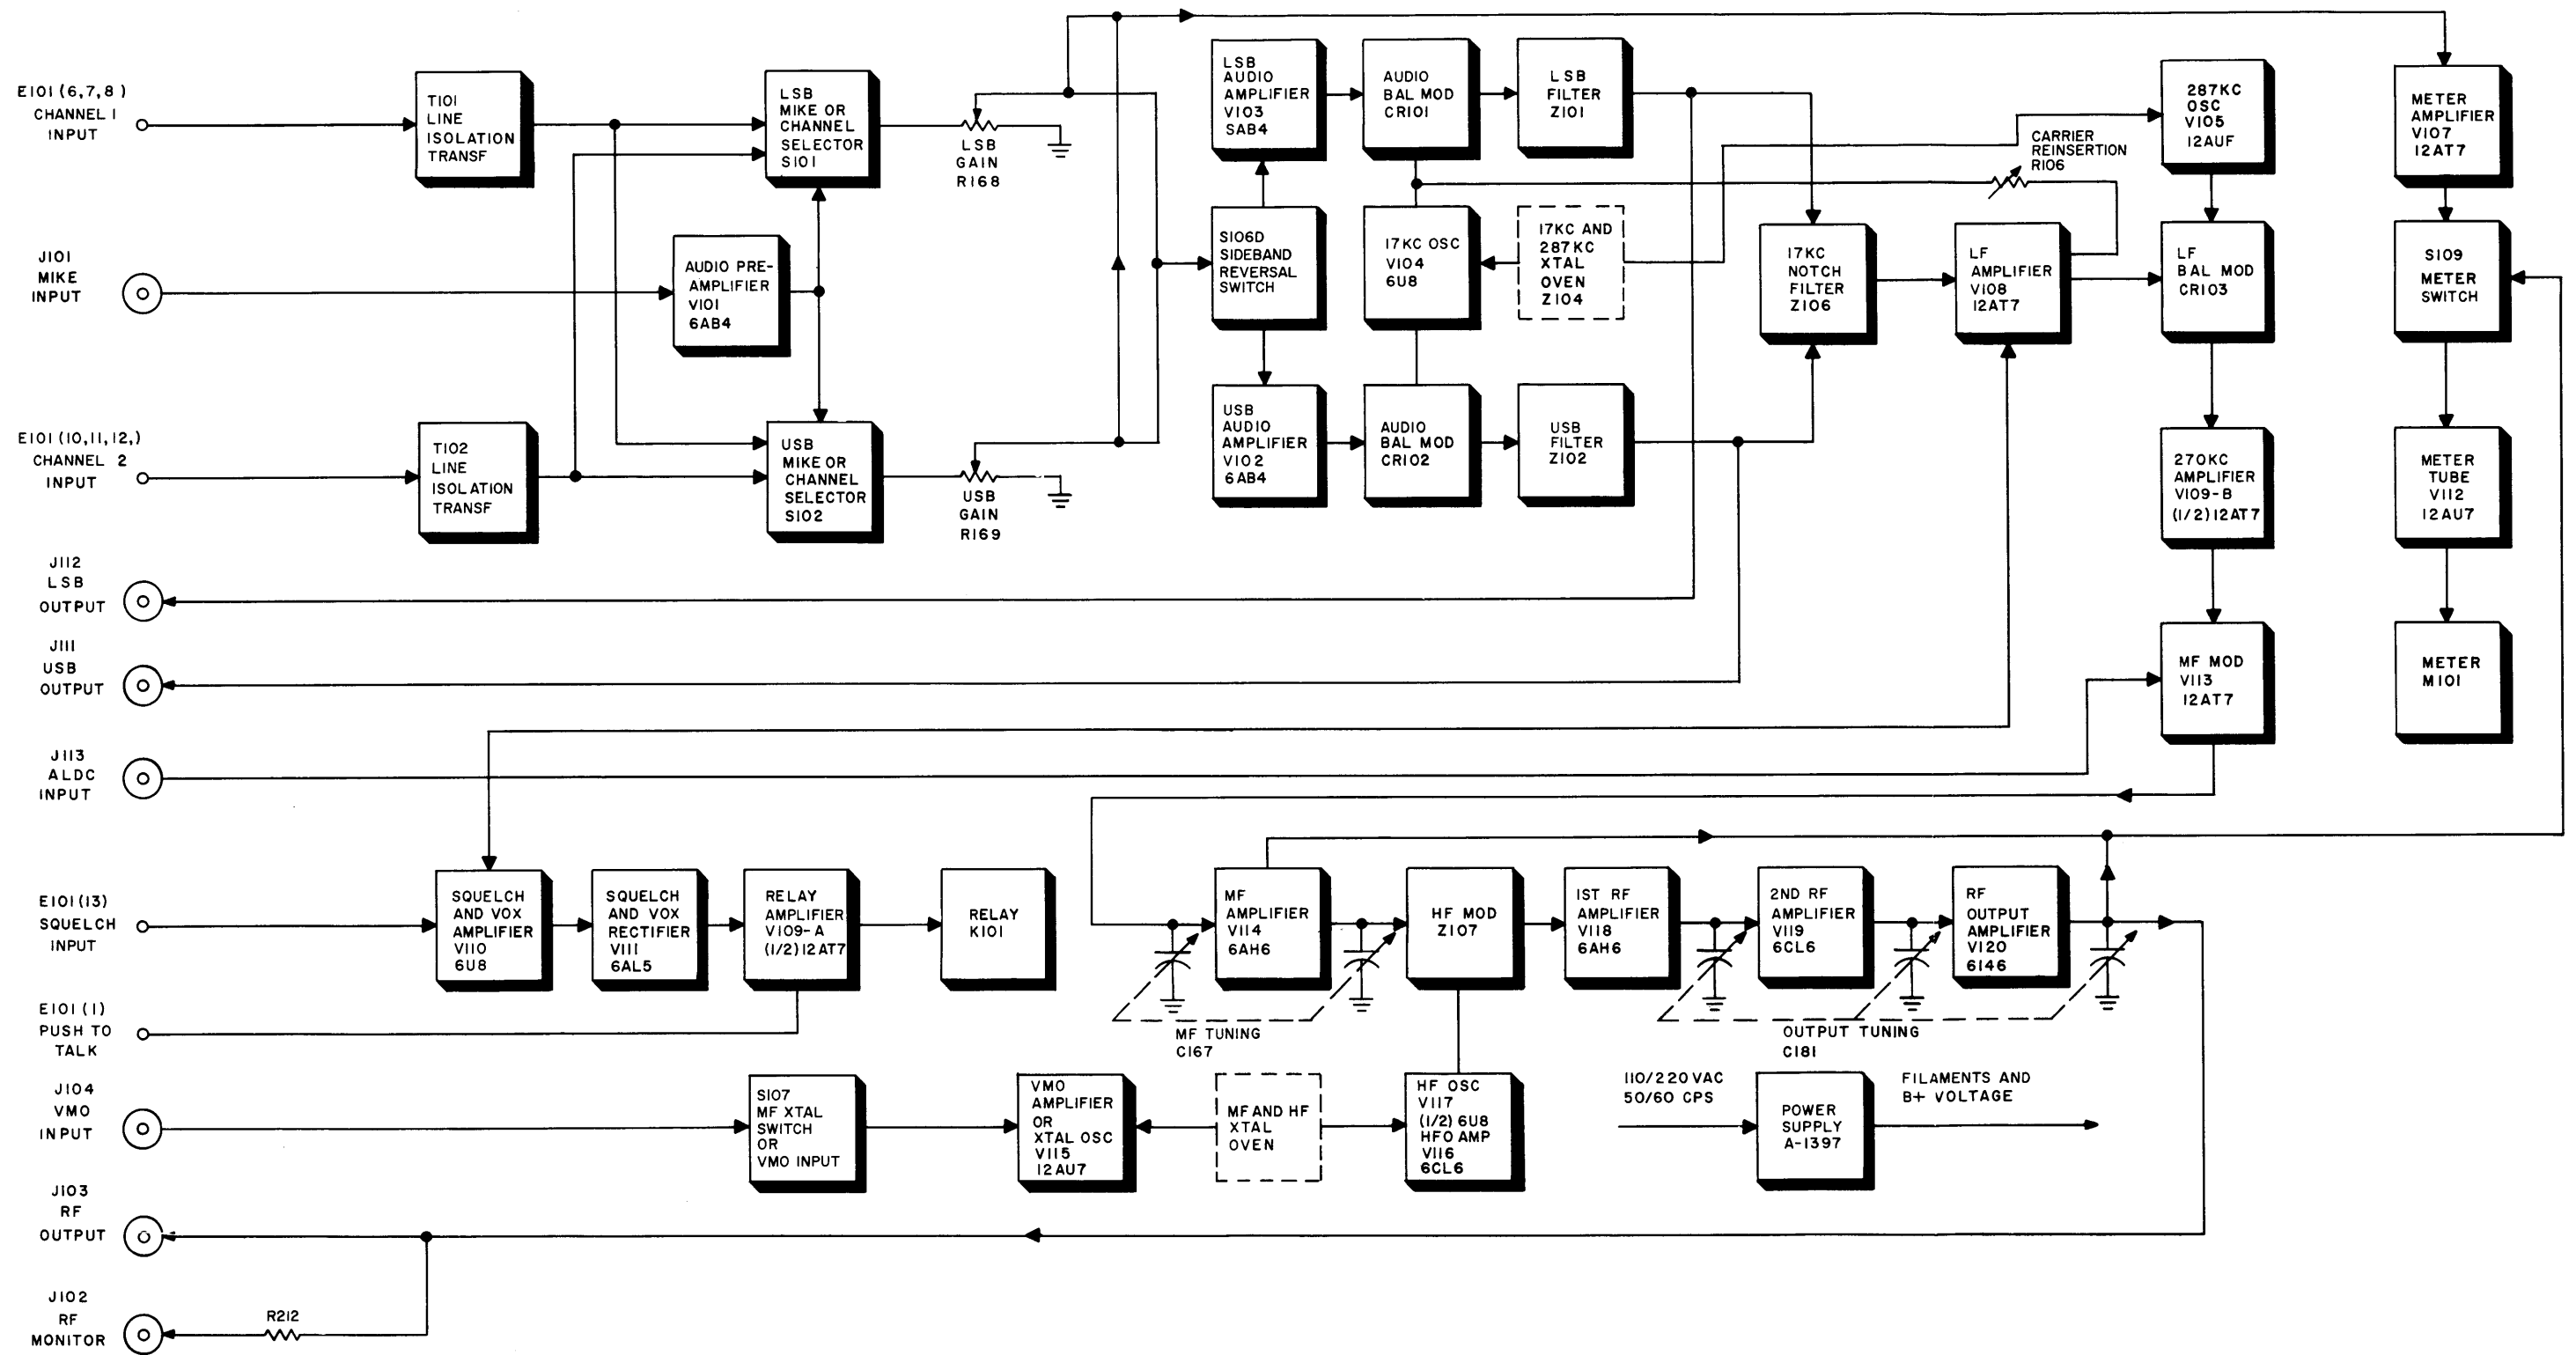 E101 (6,7,8)
CHANNEL 1
INPUT
T101
LINE
ISOLATION
TRANSF
LSB
MIKE OR
CHANNEL
SELECTOR
S101
LSB
GAIN
R168
LSB
AUDIO
AMPLIFIER
V103
SAB4
AUDIO
BAL MOD
CR101
LSB
FILTER
Z101
CARRIER
REINSERTION
R106
287KC
OSC
V105
12AUF
METER
AMPLIFIER
V107
12AT7
J101
MIKE
INPUT
AUDIO PRE-
AMPLIFIER
V101
6AB4
S106D
SIDEBAND
REVERSAL
SWITCH
17KC OSC
V104
6U8
17KC AND
287KC
XTAL
OVEN
Z104
17KC
NOTCH
FILTER
Z106
LF
AMPLIFIER
V108
12AT7
LF
BAL MOD
CR103
S109
METER
SWITCH
E101 (10,11,12,)
CHANNEL 2
INPUT
T102
LINE
ISOLATION
TRANSF
USB
MIKE OR
CHANNEL
SELECTOR
S102
USB
GAIN
R169
USB
AUDIO
AMPLIFIER
V102
6AB4
AUDIO
BAL MOD
CR102
USB
FILTER
Z102
270KC
AMPLIFIER
V109-B
(1/2) 12AT7
METER
TUBE
V112
12AU7
J112
LSB
OUTPUT
J111
USB
OUTPUT
MF MOD
V113
12AT7
METER
M101
J113
ALDC
INPUT
E101 (13)
SQUELCH
INPUT
SQUELCH
AND VOX
AMPLIFIER
V110
6U8
SQUELCH
AND VOX
RECTIFIER
V111
6AL5
RELAY
AMPLIFIER
V109-A
(1/2) 12AT7
RELAY
K101
MF
AMPLIFIER
V114
6AH6
HF MOD
Z107
1ST RF
AMPLIFIER
V118
6AH6
2ND RF
AMPLIFIER
V119
6CL6
RF
OUTPUT
AMPLIFIER
V120
6146
E101 (1)
PUSH TO
TALK
MF TUNING
C167
OUTPUT TUNING
C181
J104
VMO
INPUT
S107
MF XTAL
SWITCH
OR
VMO INPUT
VMO
AMPLIFIER
OR
XTAL OSC
V115
12AU7
MF AND HF
XTAL
OVEN
HF OSC
V117
(1/2) 6U8
HFO AMP
V116
6CL6
110/220 VAC
50/60 CPS
POWER
SUPPLY
A-1397
FILAMENTS AND
B+ VOLTAGE
J103
RF
OUTPUT
J102
RF
MONITOR
R212